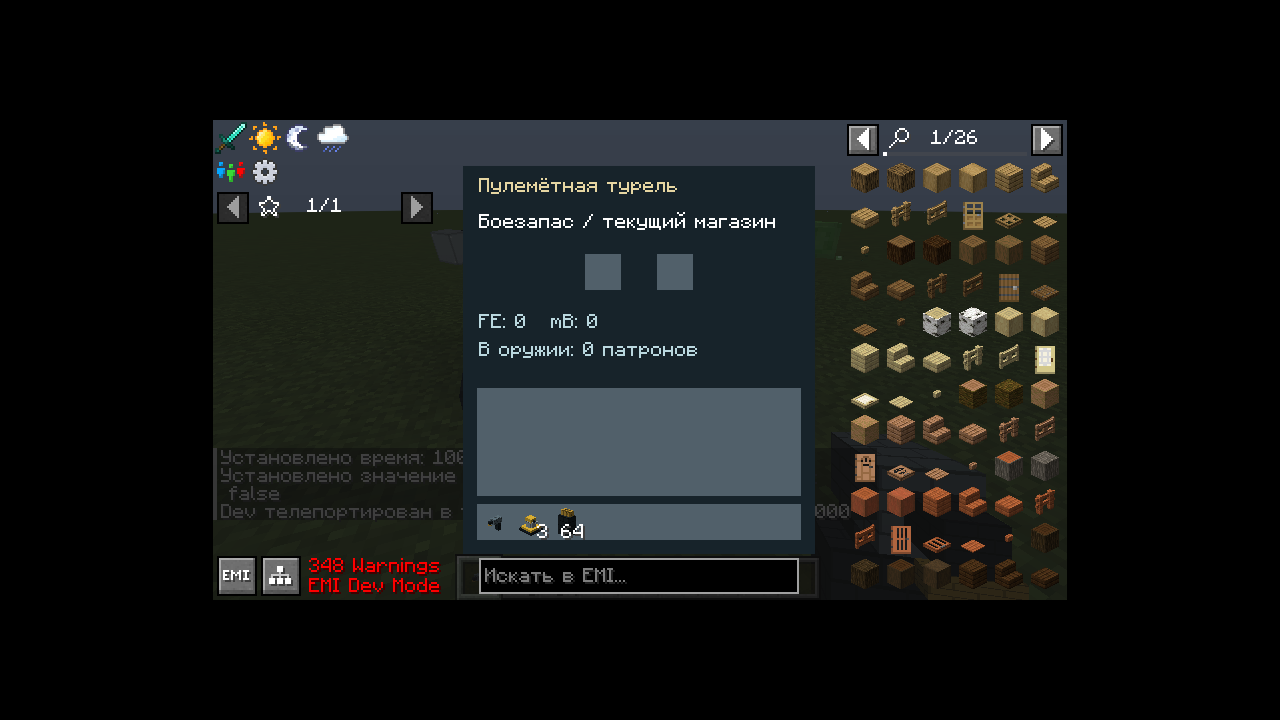 1/26
1/1
Пулемётная турель
Боезапас / текущий магазин
FE: 0 mB: 0
В оружии: 0 патронов
Установлено время: 100
Установлено значение
false
Dev телепортирован в
000
3
64
EMI
348 Warnings
EMI Dev Mode
Искать в EMI...